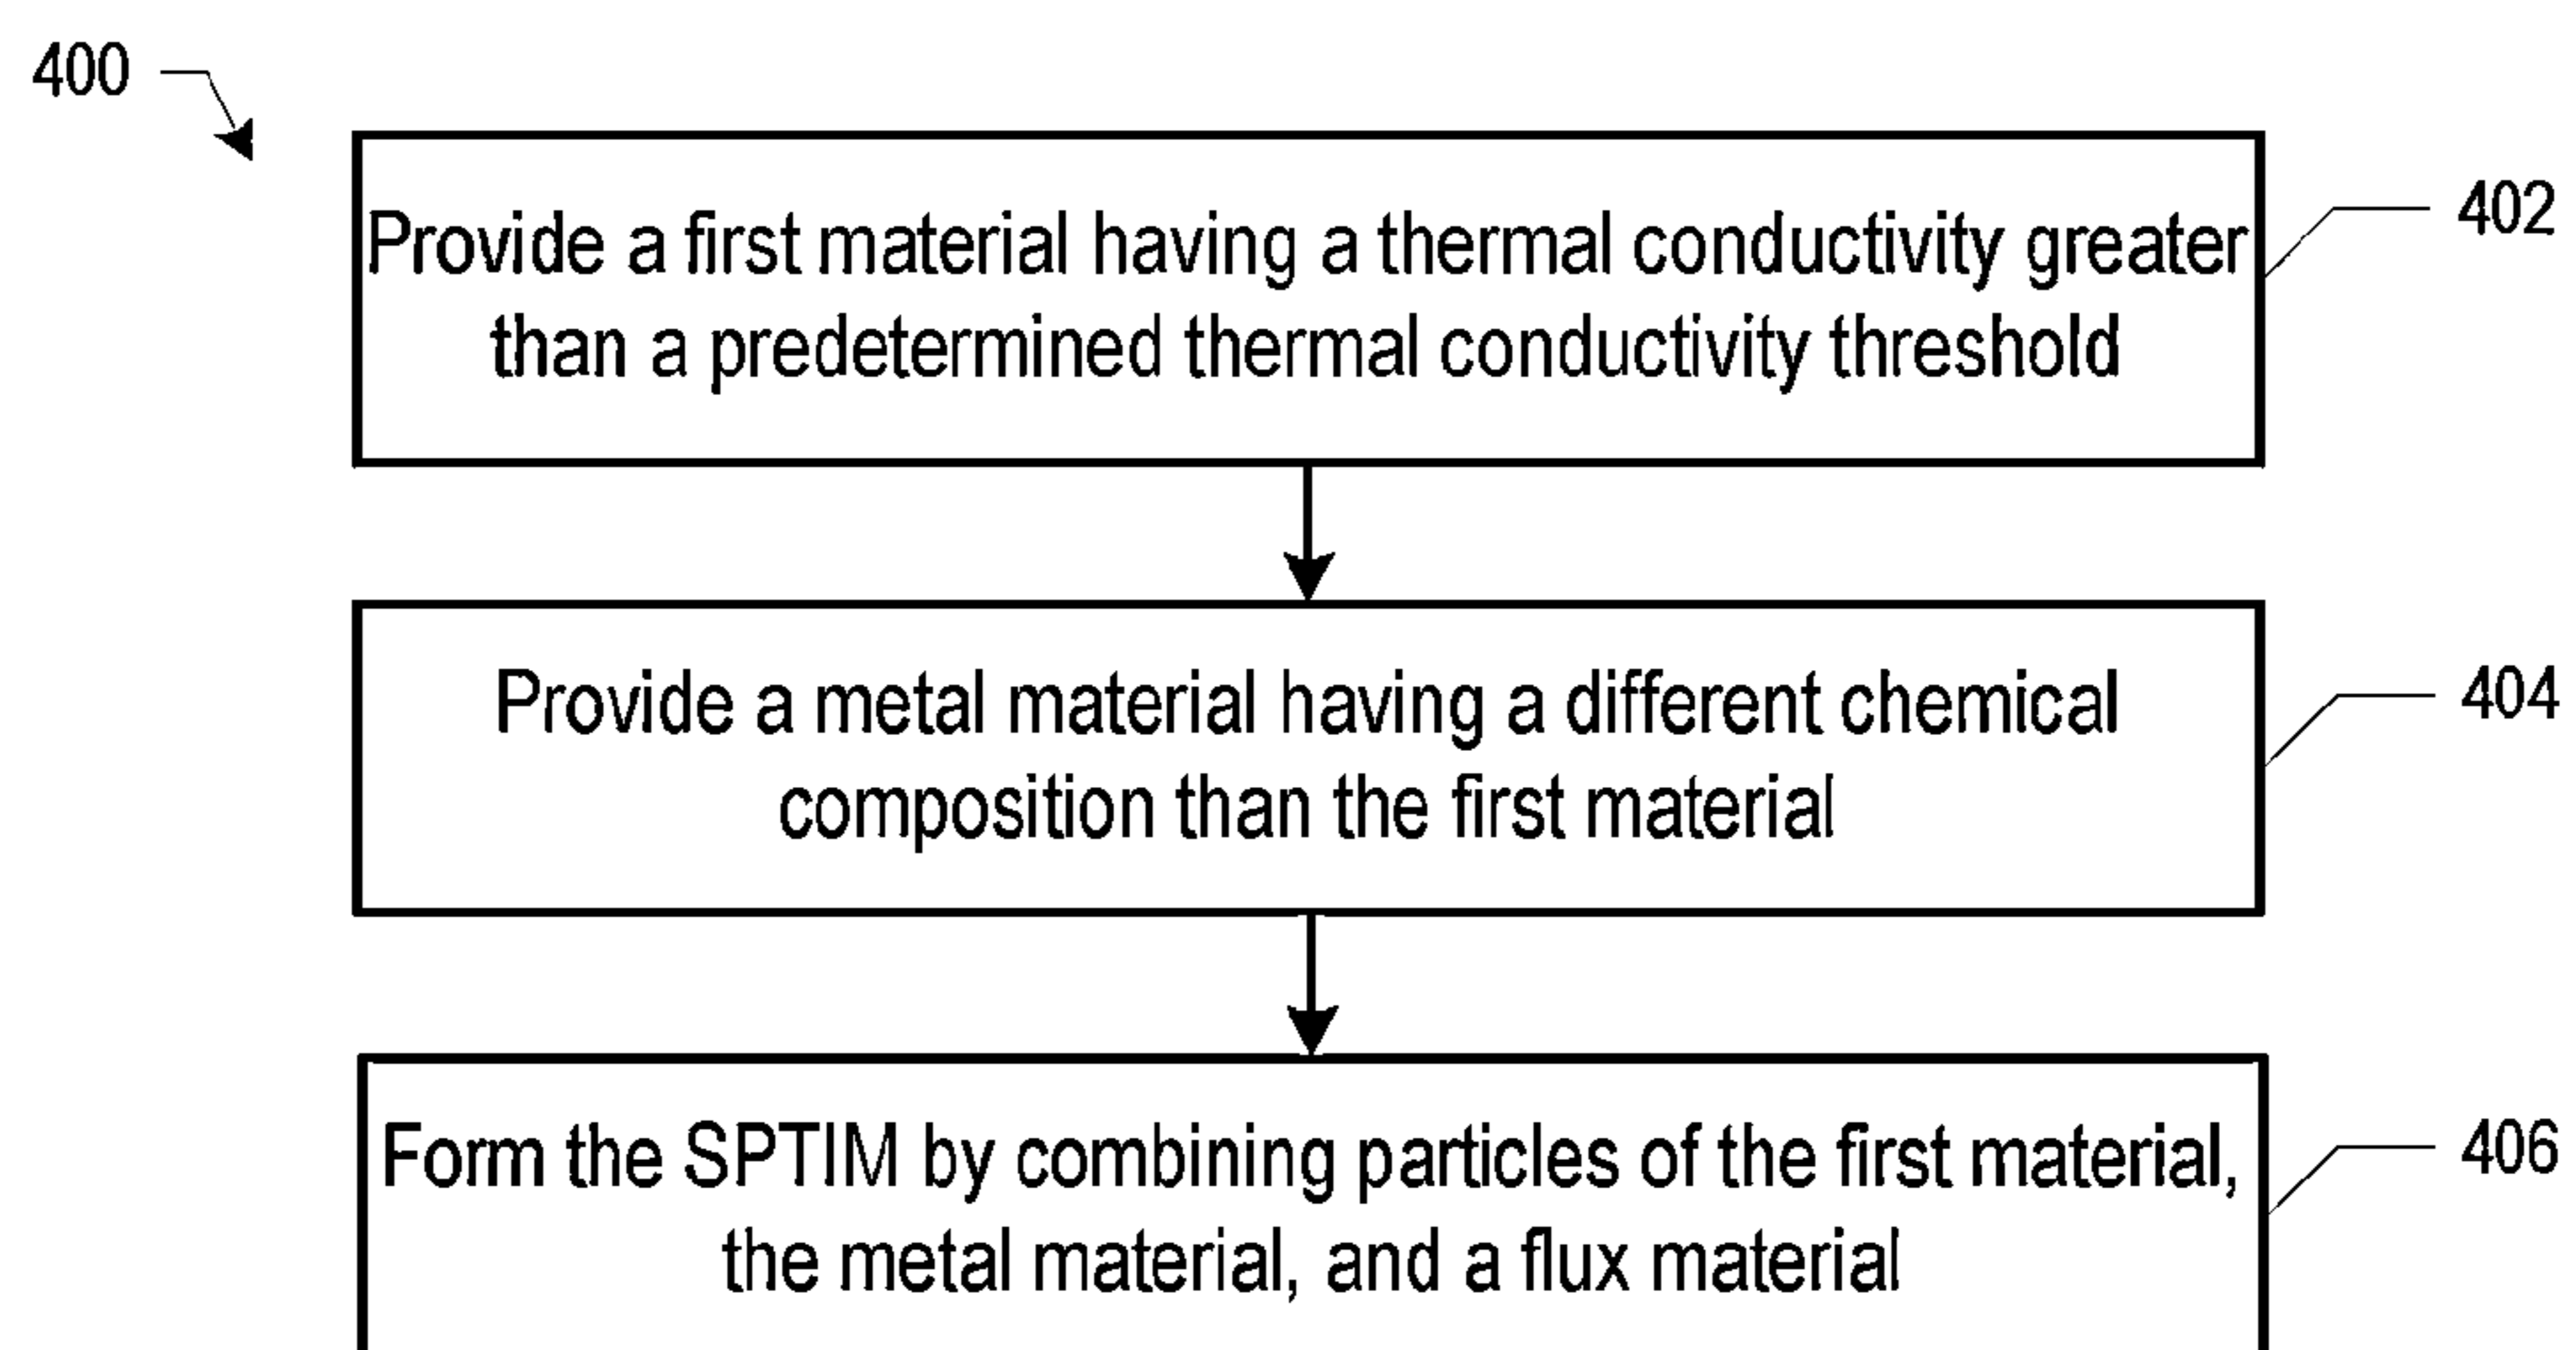 400
Provide a first material having a thermal conductivity greater
than a predetermined thermal conductivity threshold
402
Provide a metal material having a different chemical
composition than the first material
404
Form the SPTIM by combining particles of the first material,
the metal material, and a flux material
406